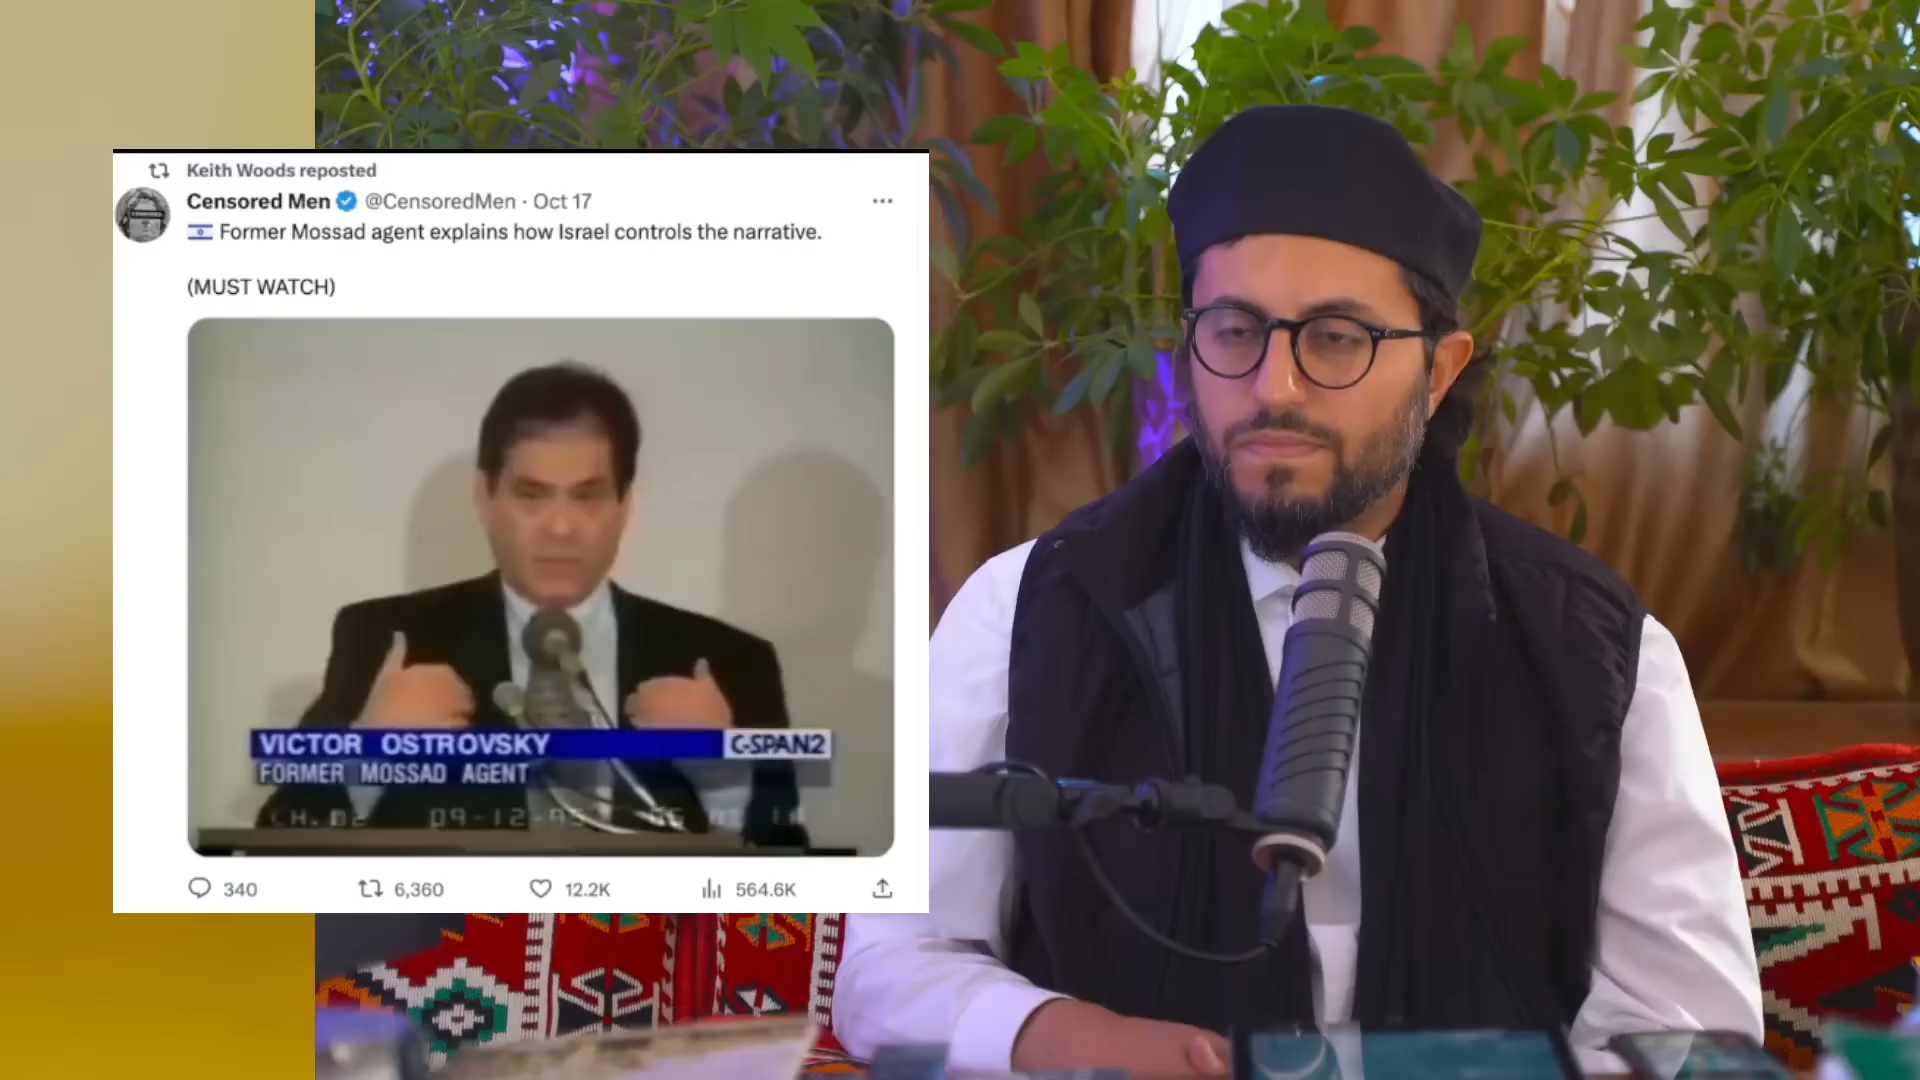 Keith Woods reposted
Censored Men @CensoredMen · Oct 17
Former Mossad agent explains how Israel controls the narrative.
(MUST WATCH)
VICTOR OSTROVSKY C-SPAN2
FORMER MOSSAD AGENT
340 6,360 12.2K 564.6K